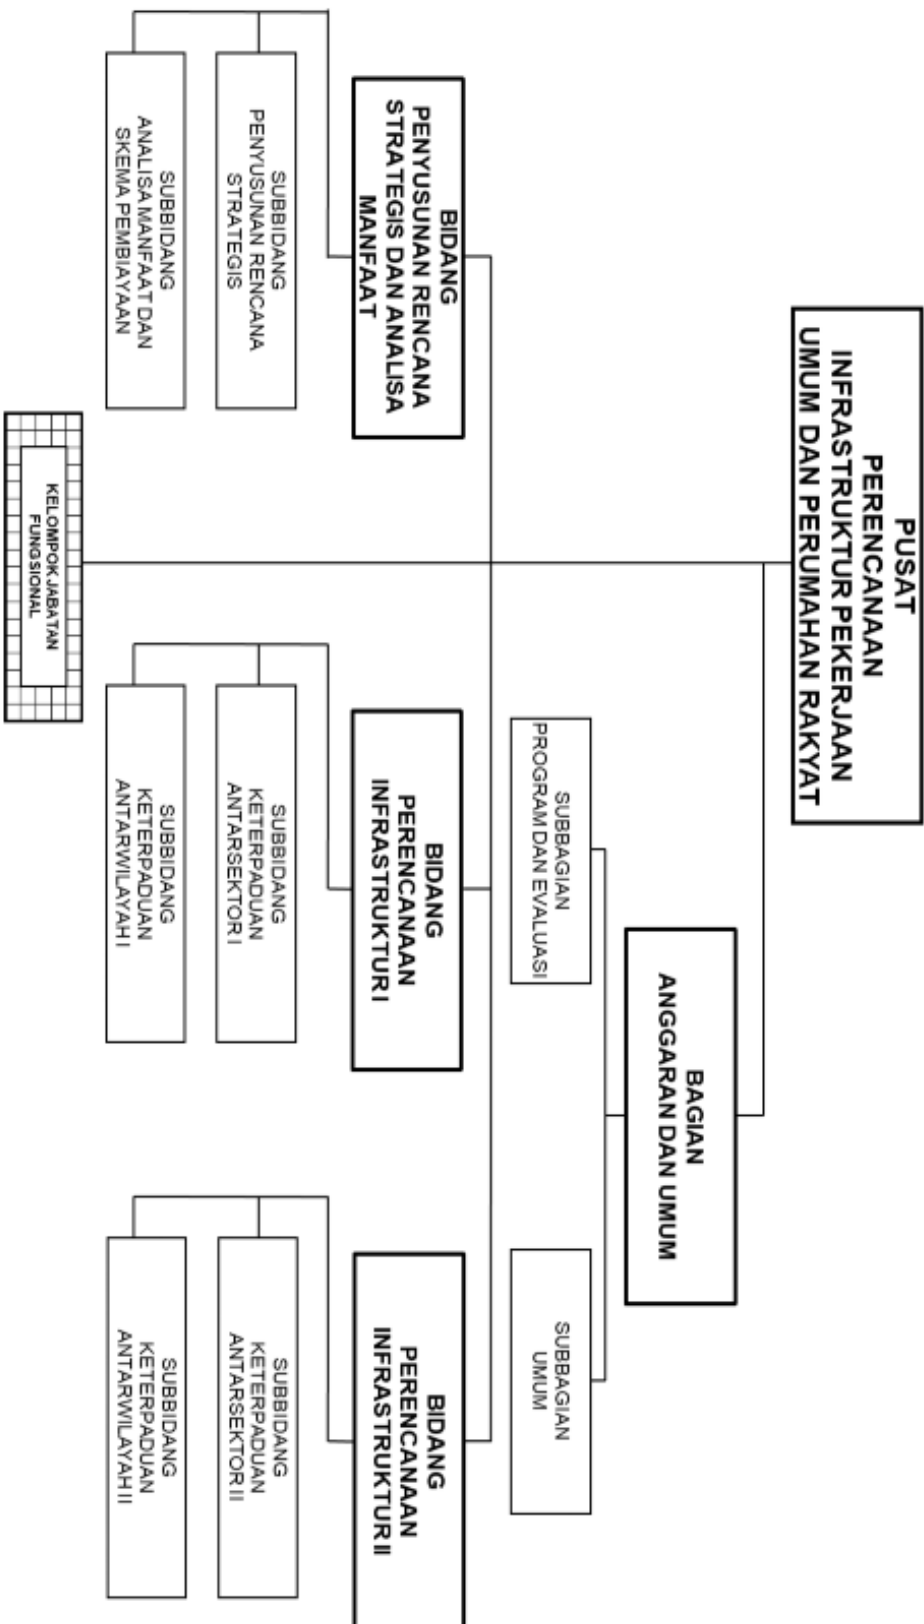 PUSAT
PERENCANAAN
INFRASTRUKTUR PEKERJAAN
UMUM DAN PERUMAHAN RAKYAT
BAGIAN
ANGGARAN DAN UMUM
SUBBAGIAN
PROGRAM DAN EVALUASI
SUBBAGIAN
UMUM
BIDANG
PENYUSUNAN RENCANA
STRATEGIS DAN ANALISA
MANFAAT
BIDANG
PERENCANAAN
INFRASTRUKTUR I
BIDANG
PERENCANAAN
INFRASTRUKTUR II
SUBBIDANG
PENYUSUNAN RENCANA
STRATEGIS
SUBBIDANG
KETERPADUAN
ANTARSEKTOR I
SUBBIDANG
KETERPADUAN
ANTARSEKTOR II
SUBBIDANG
ANALISA MANFAAT DAN
SKEMA PEMBIAYAAN
SUBBIDANG
KETERPADUAN
ANTARWILAYAH I
SUBBIDANG
KETERPADUAN
ANTARWILAYAH II
KELOMPOK JABATAN
FUNGSIONAL